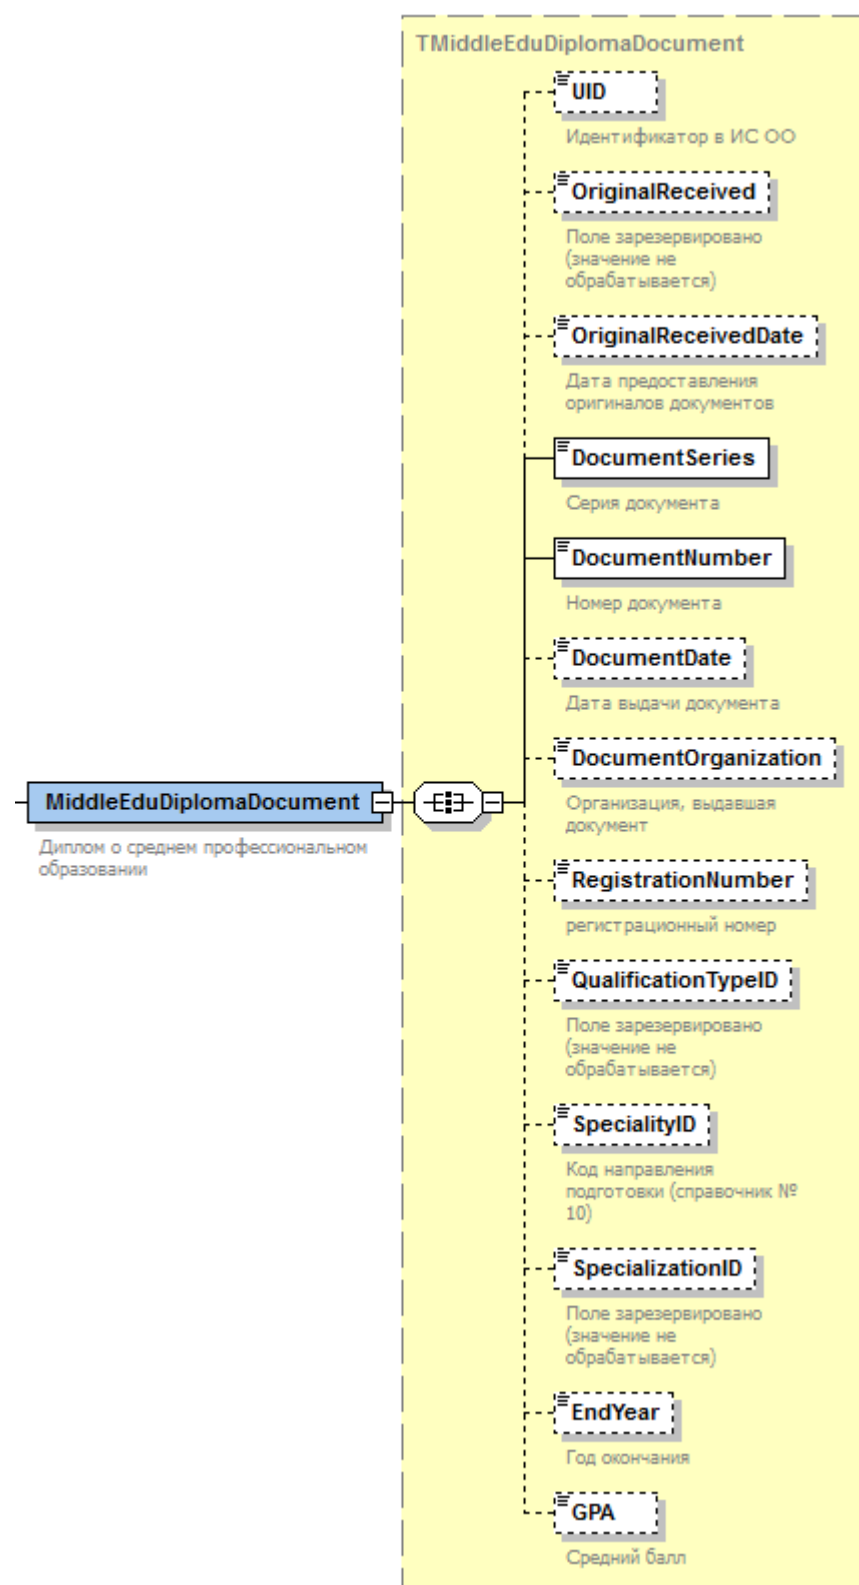 TMiddleEduDiplomaDocument
UID
Идентификатор в ИС ОО
OriginalReceived
Поле зарезервировано
(значение не
обрабатывается)
OriginalReceivedDate
Дата предоставления
оригиналов документов
DocumentSeries
Серия документа
DocumentNumber
Номер документа
DocumentDate
Дата выдачи документа
DocumentOrganization
Организация, выдавшая
документ
MiddleEduDiplomaDocument
Диплом о среднем профессиональном
образовании
RegistrationNumber
регистрационный номер
QualificationTypeID
Поле зарезервировано
(значение не
обрабатывается)
SpecialityID
Код направления
подготовки (справочник №
10)
SpecializationID
Поле зарезервировано
(значение не
обрабатывается)
EndYear
Год окончания
GPA
Средний балл